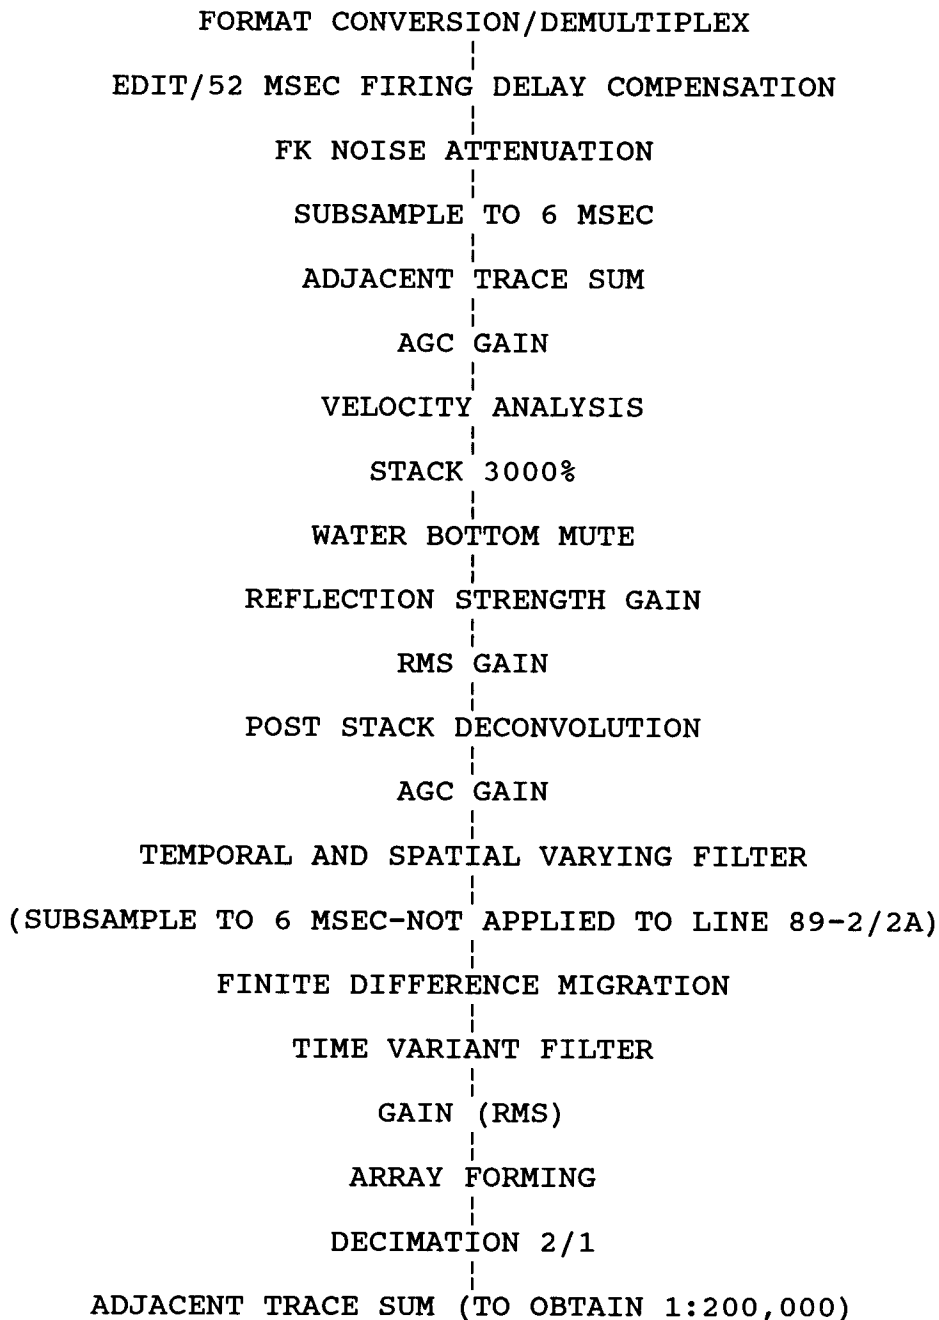 FORMAT CONVERSION/DEMULTIPLEX
EDIT/52 MSEC FIRING DELAY COMPENSATION
FK NOISE ATTENUATION
SUBSAMPLE TO 6 MSEC
ADJACENT TRACE SUM
AGC GAIN
VELOCITY ANALYSIS
STACK 3000%
WATER BOTTOM MUTE
REFLECTION STRENGTH GAIN
RMS GAIN
POST STACK DECONVOLUTION
AGC GAIN
TEMPORAL AND SPATIAL VARYING FILTER
(SUBSAMPLE TO 6 MSEC-NOT APPLIED TO LINE 89-2/2A)
FINITE DIFFERENCE MIGRATION
TIME VARIANT FILTER
GAIN (RMS)
ARRAY FORMING
DECIMATION 2/1
ADJACENT TRACE SUM (TO OBTAIN 1:200,000)